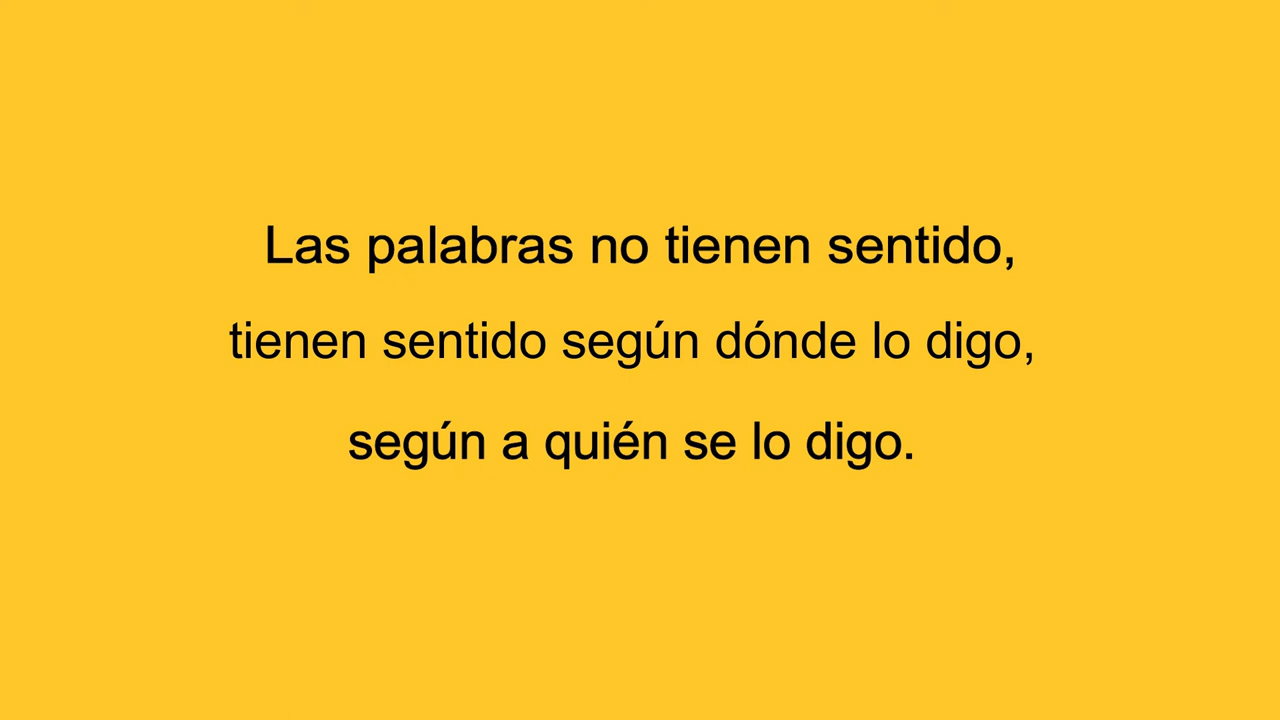 Las palabras no tienen sentido,
tienen sentido según dónde lo digo,
según a quién se lo digo.